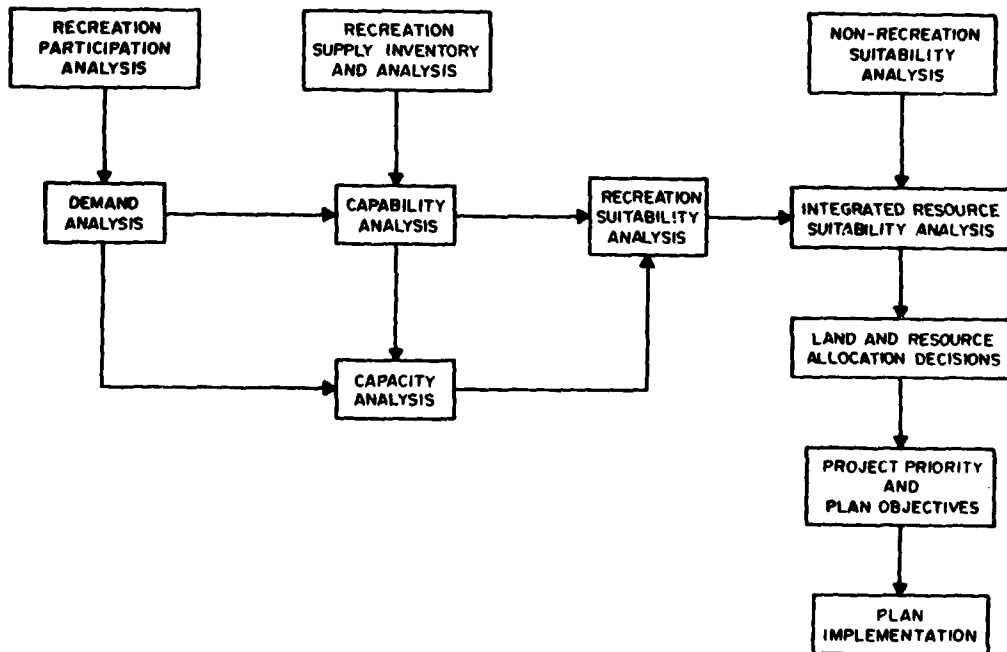 RECREATION
PARTICIPATION
ANALYSIS
RECREATION
SUPPLY INVENTORY
AND ANALYSIS
NON-RECREATION
SUITABILITY
ANALYSIS
DEMAND
ANALYSIS
CAPABILITY
ANALYSIS
RECREATION
SUITABILITY
ANALYSIS
INTEGRATED RESOURCE
SUITABILITY ANALYSIS
CAPACITY
ANALYSIS
LAND AND RESOURCE
ALLOCATION DECISIONS
PROJECT PRIORITY
AND
PLAN OBJECTIVES
PLAN
IMPLEMENTATION